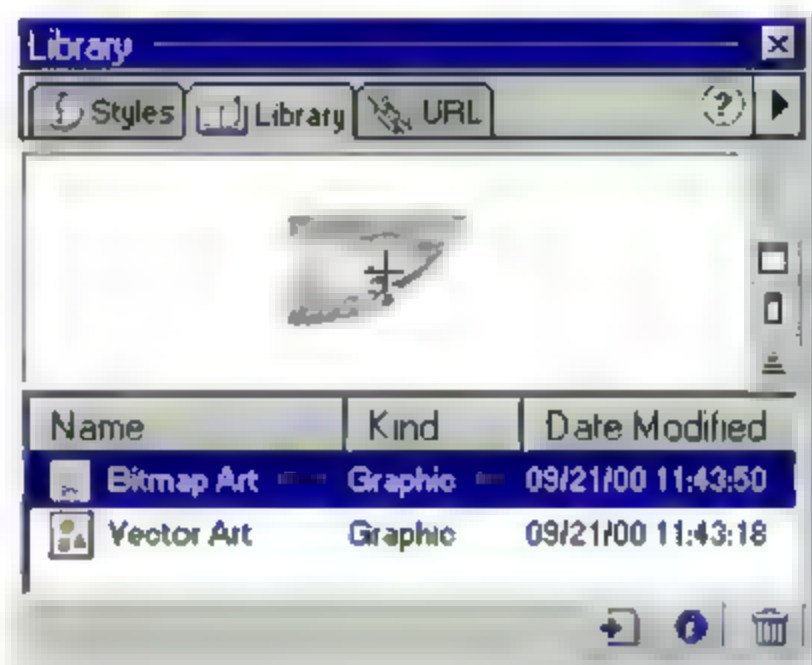 Library
Styles Library URL ?
Name Kind Date Modified
Bitmap Art Graphic 09/21/00 11:43:50
Vector Art Graphic 09/21/00 11:43:18